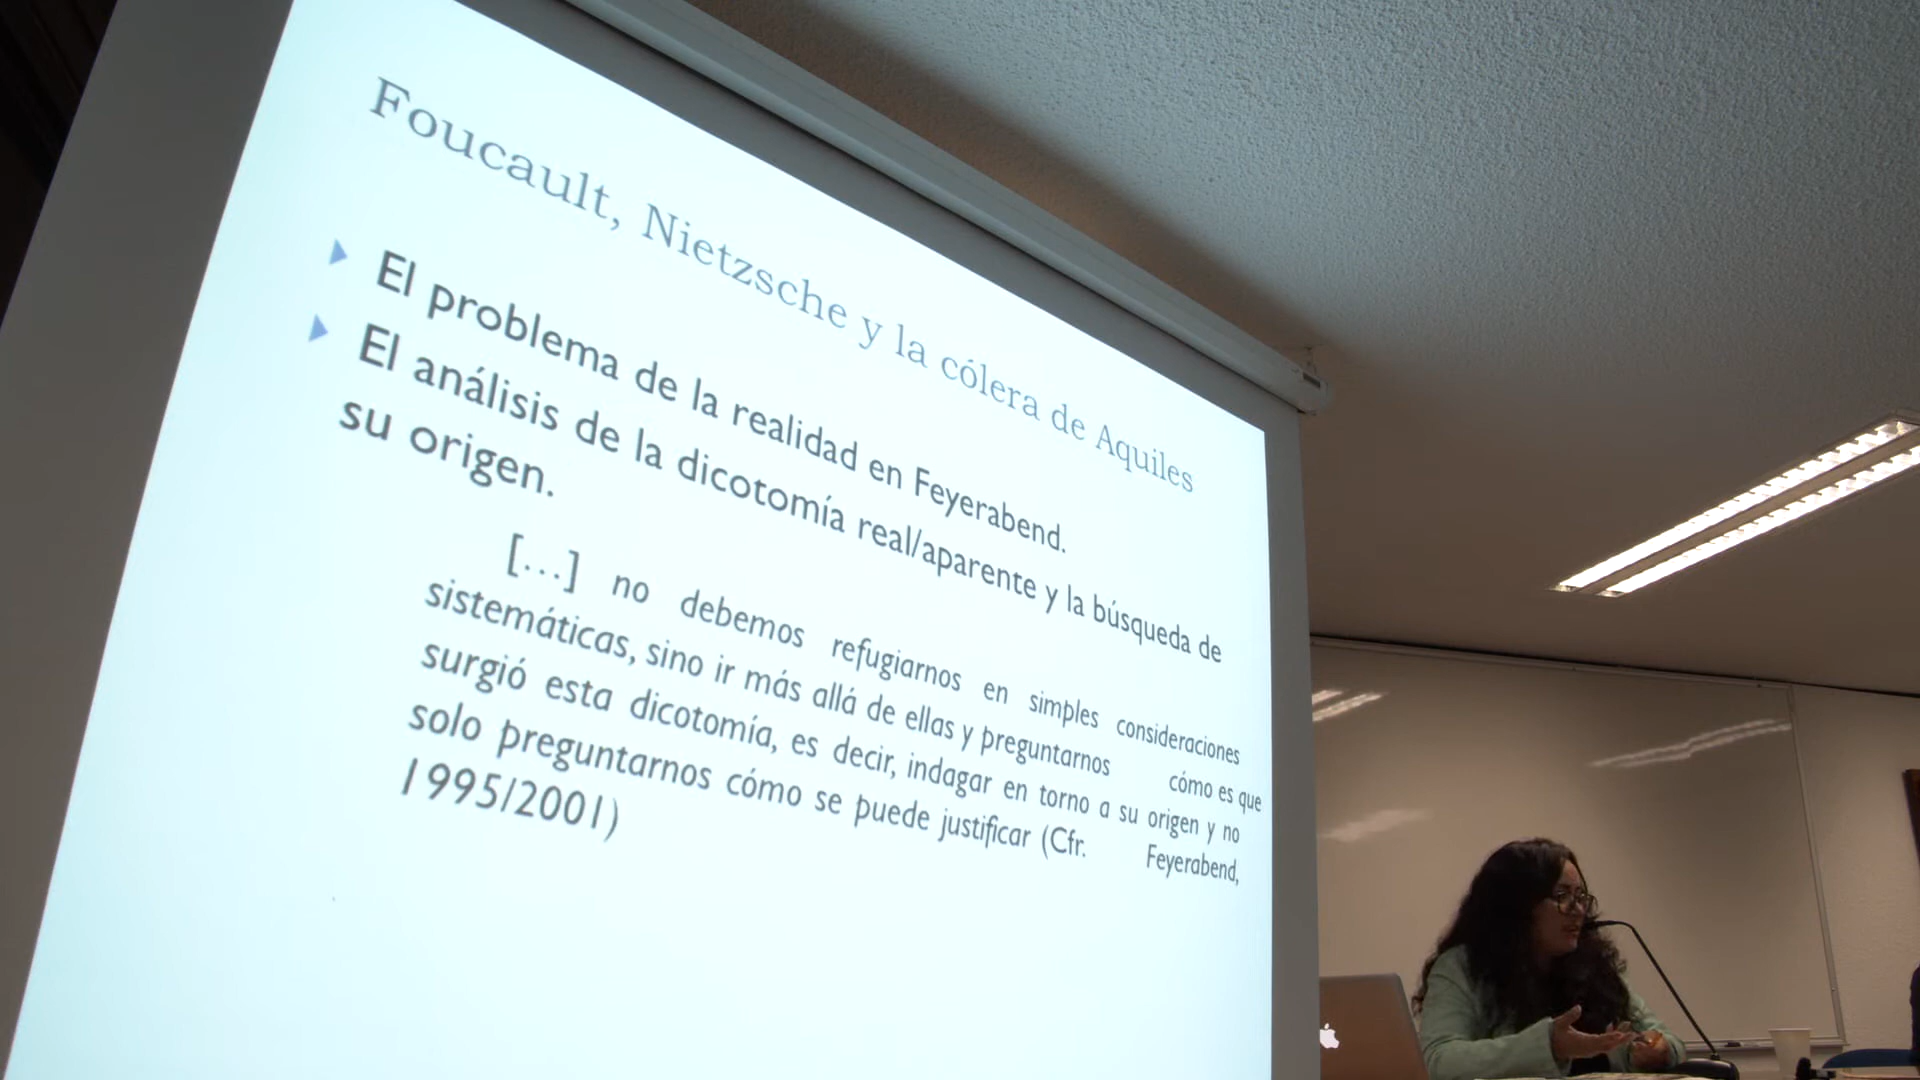 Foucault, Nietzsche y la cólera de Aquiles
El problema de la realidad en Feyerabend.
El análisis de la dicotomía real/aparente y la búsqueda de
su origen.
[...] no debemos refugiarnos en simples consideraciones
sistemáticas, sino ir más allá de ellas y preguntarnos cómo es que
surgió esta dicotomía, es decir, indagar en torno a su origen y no
solo preguntarnos cómo se puede justificar (Cfr. Feyerabend,
1995/2001)